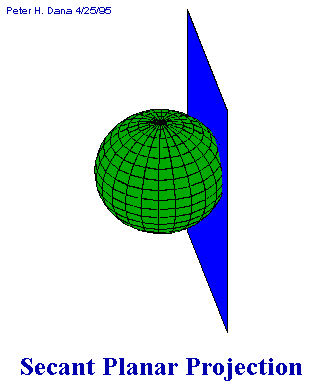 Peter H. Dana 4/25/95
Secant Planar Projection